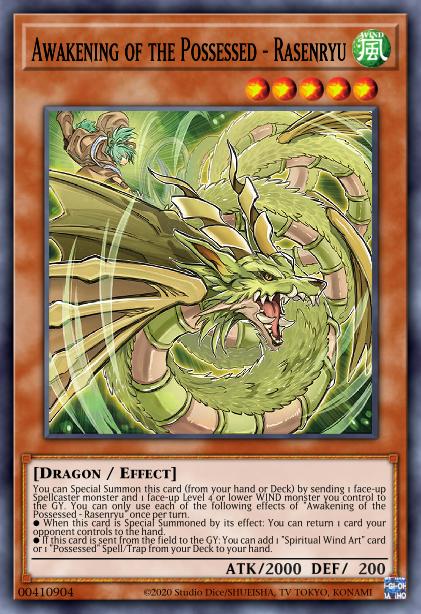 AWAKENING OF THE POSSESSED - RASENRYU
WIND
風
[DRAGON / EFFECT]
You can Special Summon this card (from your hand or Deck) by sending 1 face-up
Spellcaster monster and 1 face-up Level 4 or lower WIND monster you control to
the GY. You can only use each of the following effects of "Awakening of the
Possessed - Rasenryu" once per turn.
● When this card is Special Summoned by its effect: You can return 1 card your
opponent controls to the hand.
● If this card is sent from the field to the GY: You can add 1 "Spiritual Wind Art" card
or 1 "Possessed" Spell/Trap from your Deck to your hand.
ATK/2000 DEF/ 200
00410904
©2020 Studio Dice/SHUEISHA, TV TOKYO, KONAMI